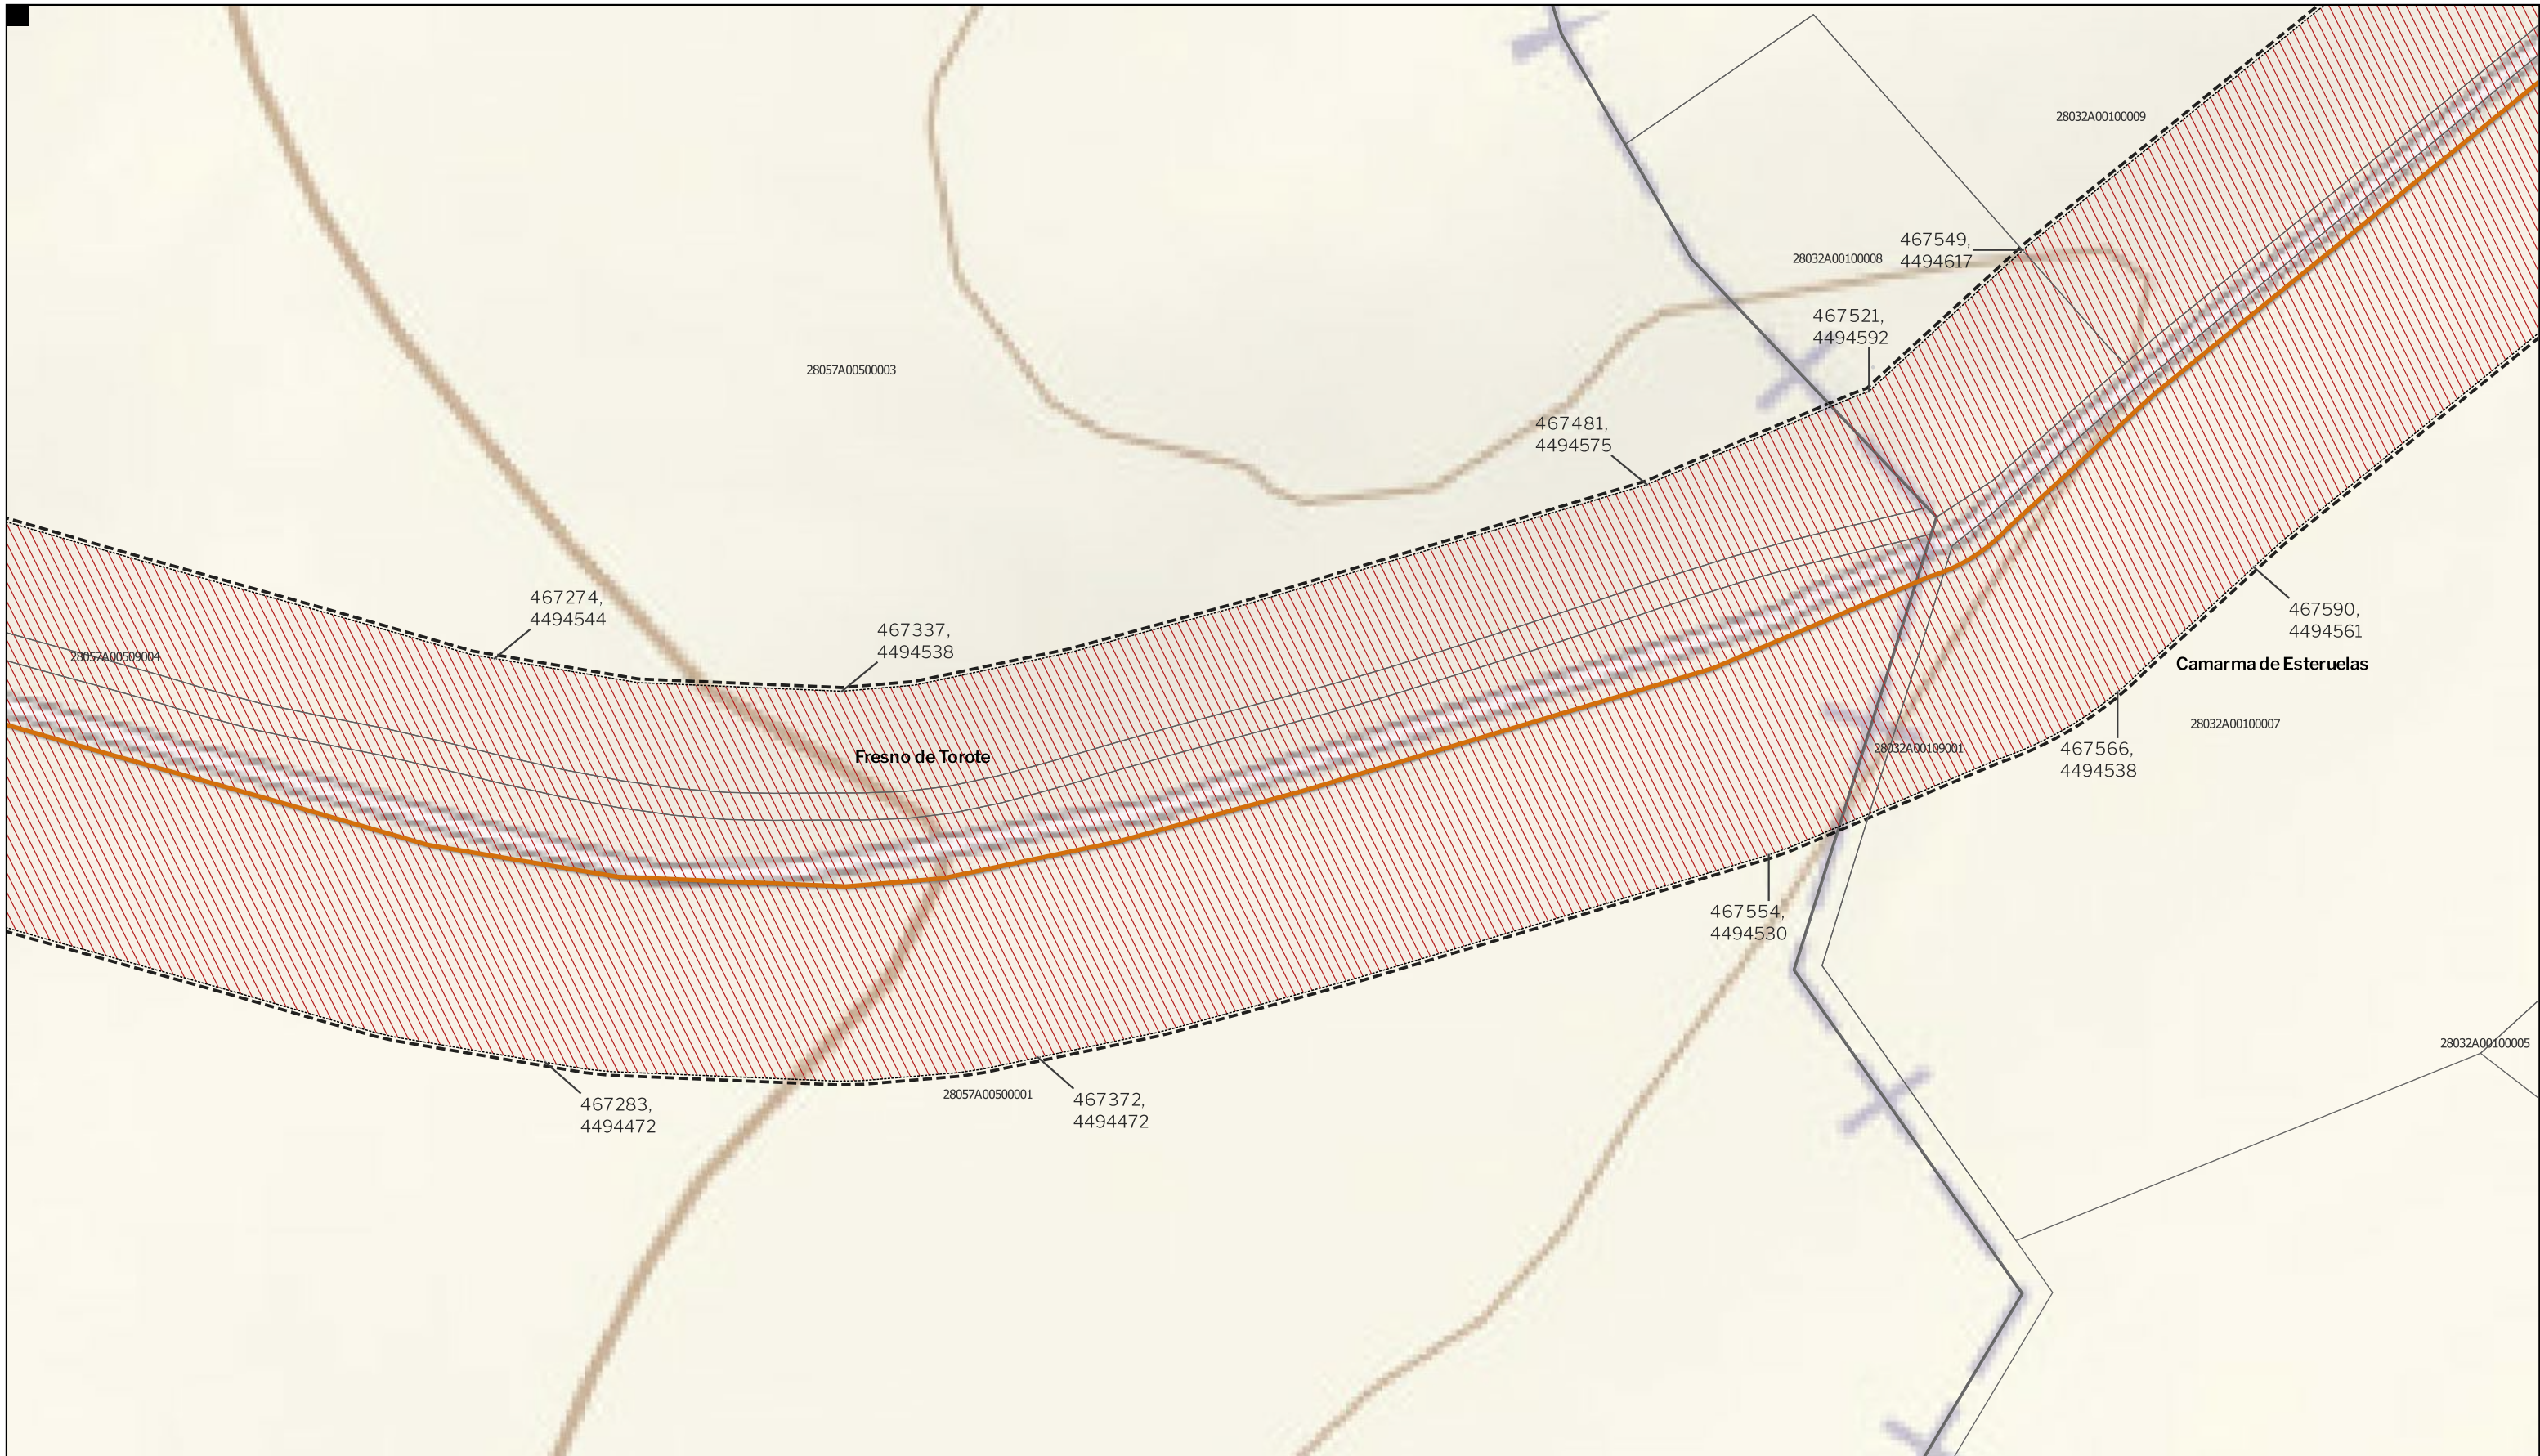 28032A00100009
467549,
4494617
28032A00100008
467521,
4494592
28057A00500003
467481,
4494575
467274,
4494544
467337,
4494538
467590,
4494561
28057A00509004
Camarma de Esteruelas
28032A00100007
Fresno de Torote
28032A00109001
467566,
4494538
467554,
4494530
28032A00100005
28057A00500001
467283,
4494472
467372,
4494472